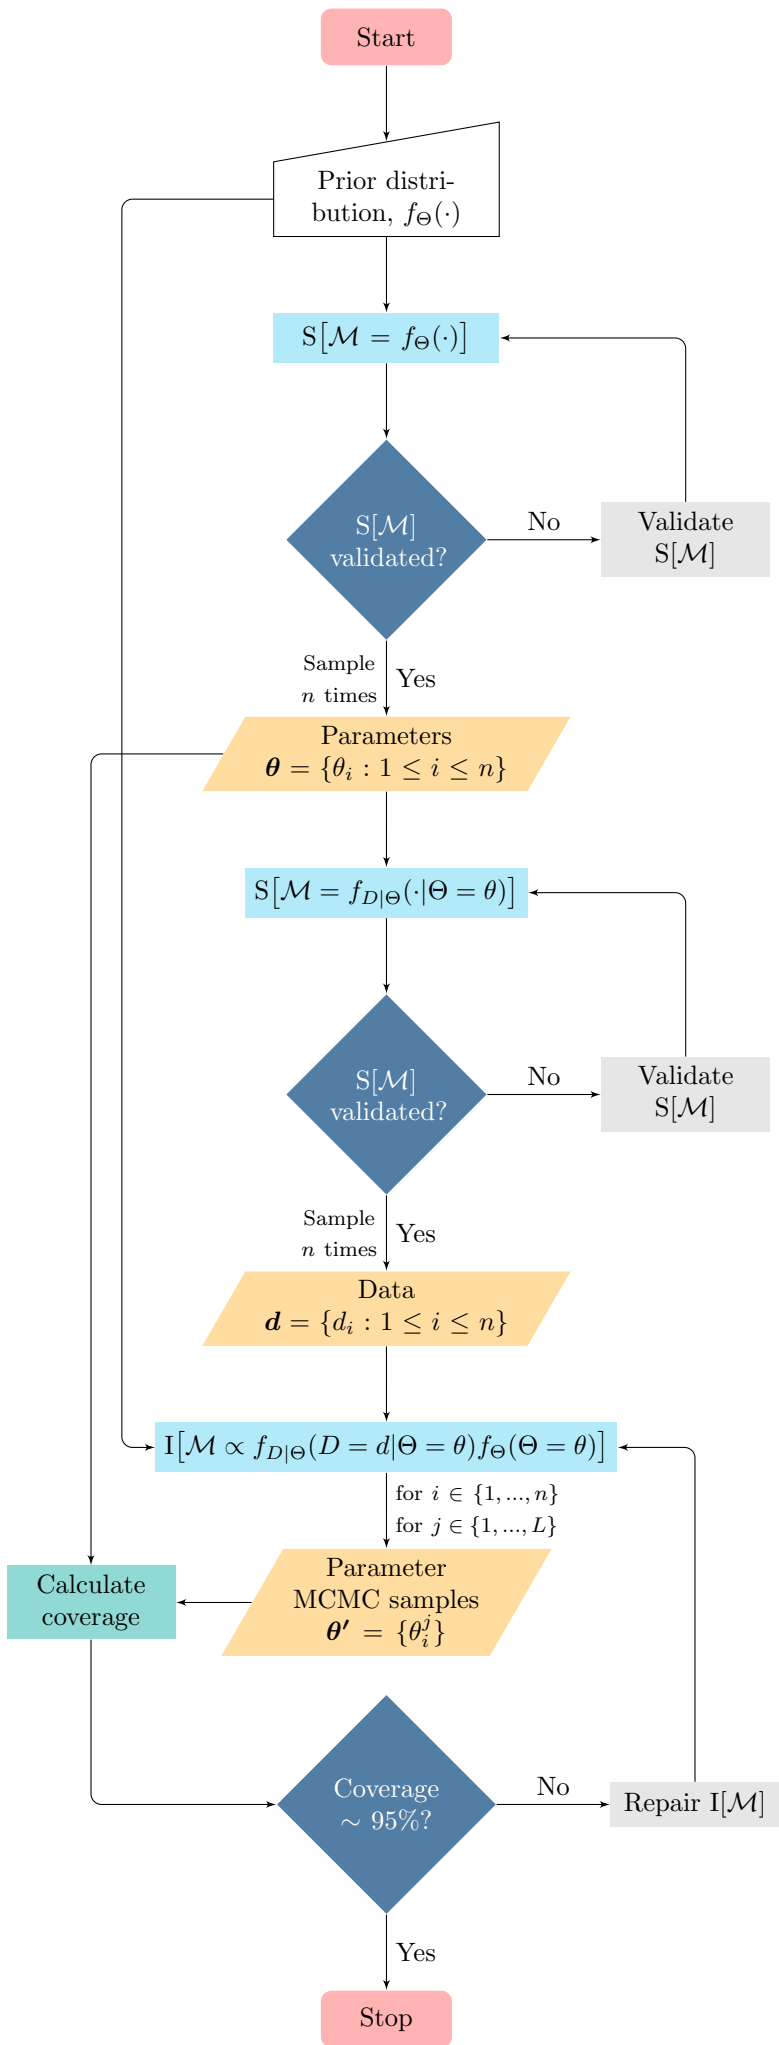 Start
Prior distri-
bution, f_Θ(·)
S[ℳ = f_Θ(·)]
S[ℳ]
validated?
No
Validate
S[ℳ]
Sample
n times
Yes
Parameters
𝜽 = {θ_i : 1 ≤ i ≤ n}
S[ℳ = f_{D|Θ}(·|Θ = θ)]
S[ℳ]
validated?
No
Validate
S[ℳ]
Sample
n times
Yes
Data
𝒅 = {d_i : 1 ≤ i ≤ n}
I[ℳ ∝ f_{D|Θ}(D = d|Θ = θ)f_Θ(Θ = θ)]
for i ∈ {1, ..., n}
for j ∈ {1, ..., L}
Calculate
coverage
Parameter
MCMC samples
𝜽′ = {θ_i^j}
Coverage
∼ 95%?
No
Repair I[ℳ]
Yes
Stop